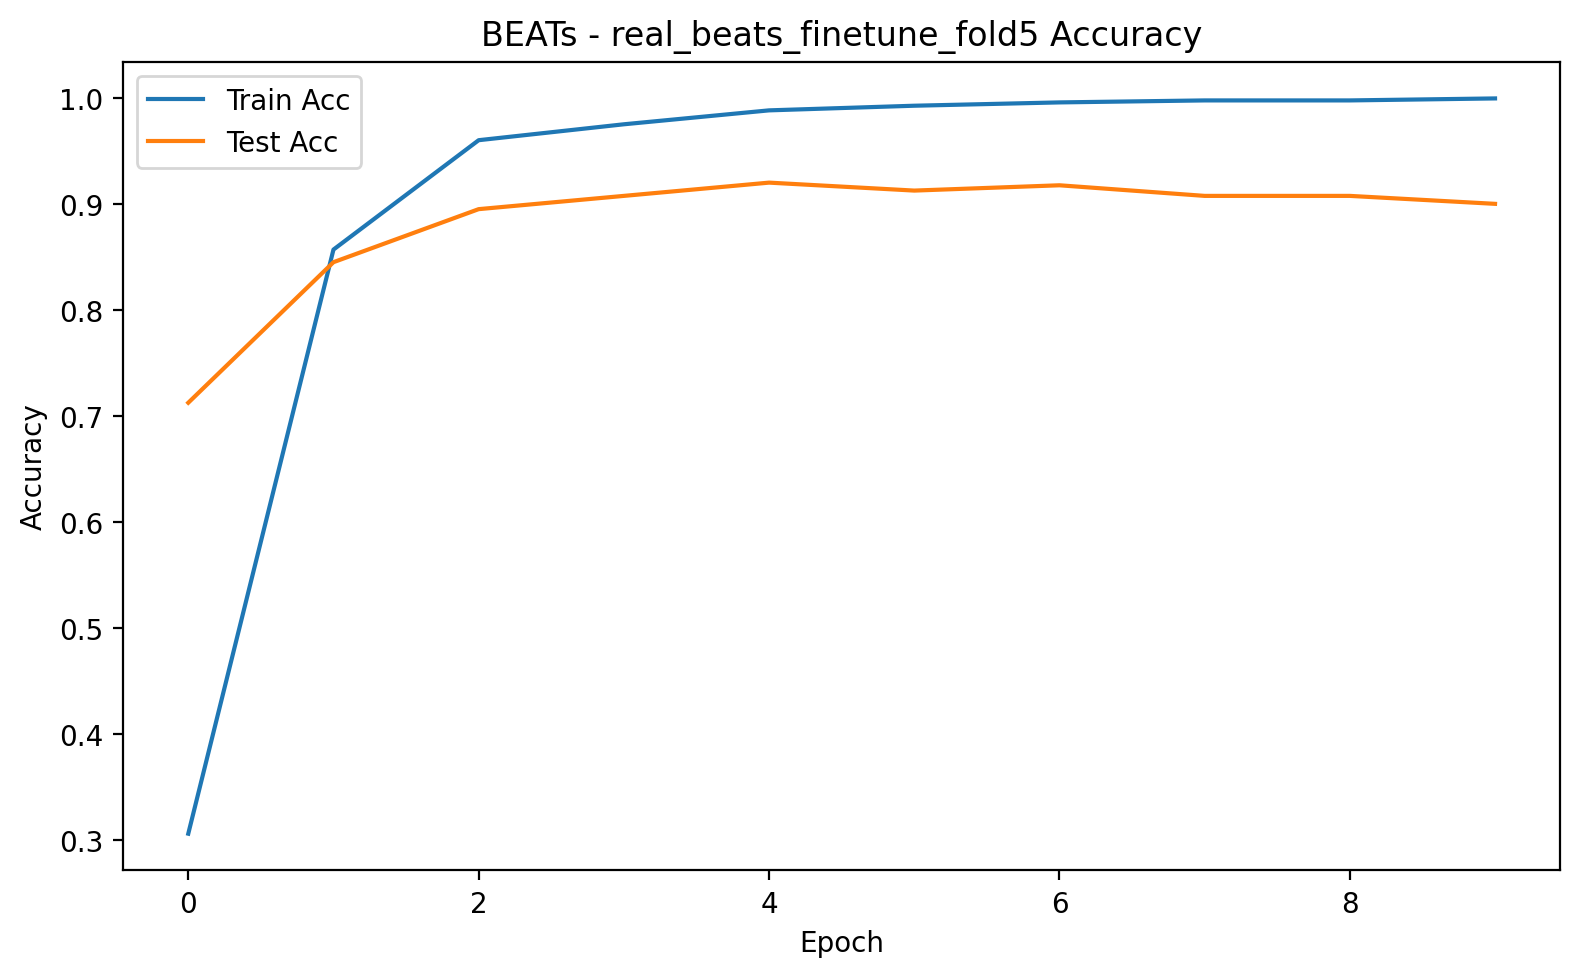 BEATs - real_beats_finetune_fold5 Accuracy
Train Acc
Test Acc
1.0
0.9
0.8
0.7
0.6
0.5
0.4
0.3
Accuracy
0 2 4 6 8
Epoch